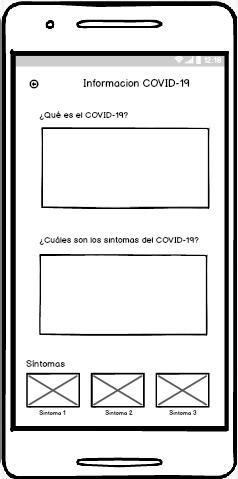 12:18
Informacion COVID-19
¿Qué es el COVID-19?
¿Cuáles son los sintomas del COVID-19?
Síntomas
Sintoma 1
Sintoma 2
Sintoma 3